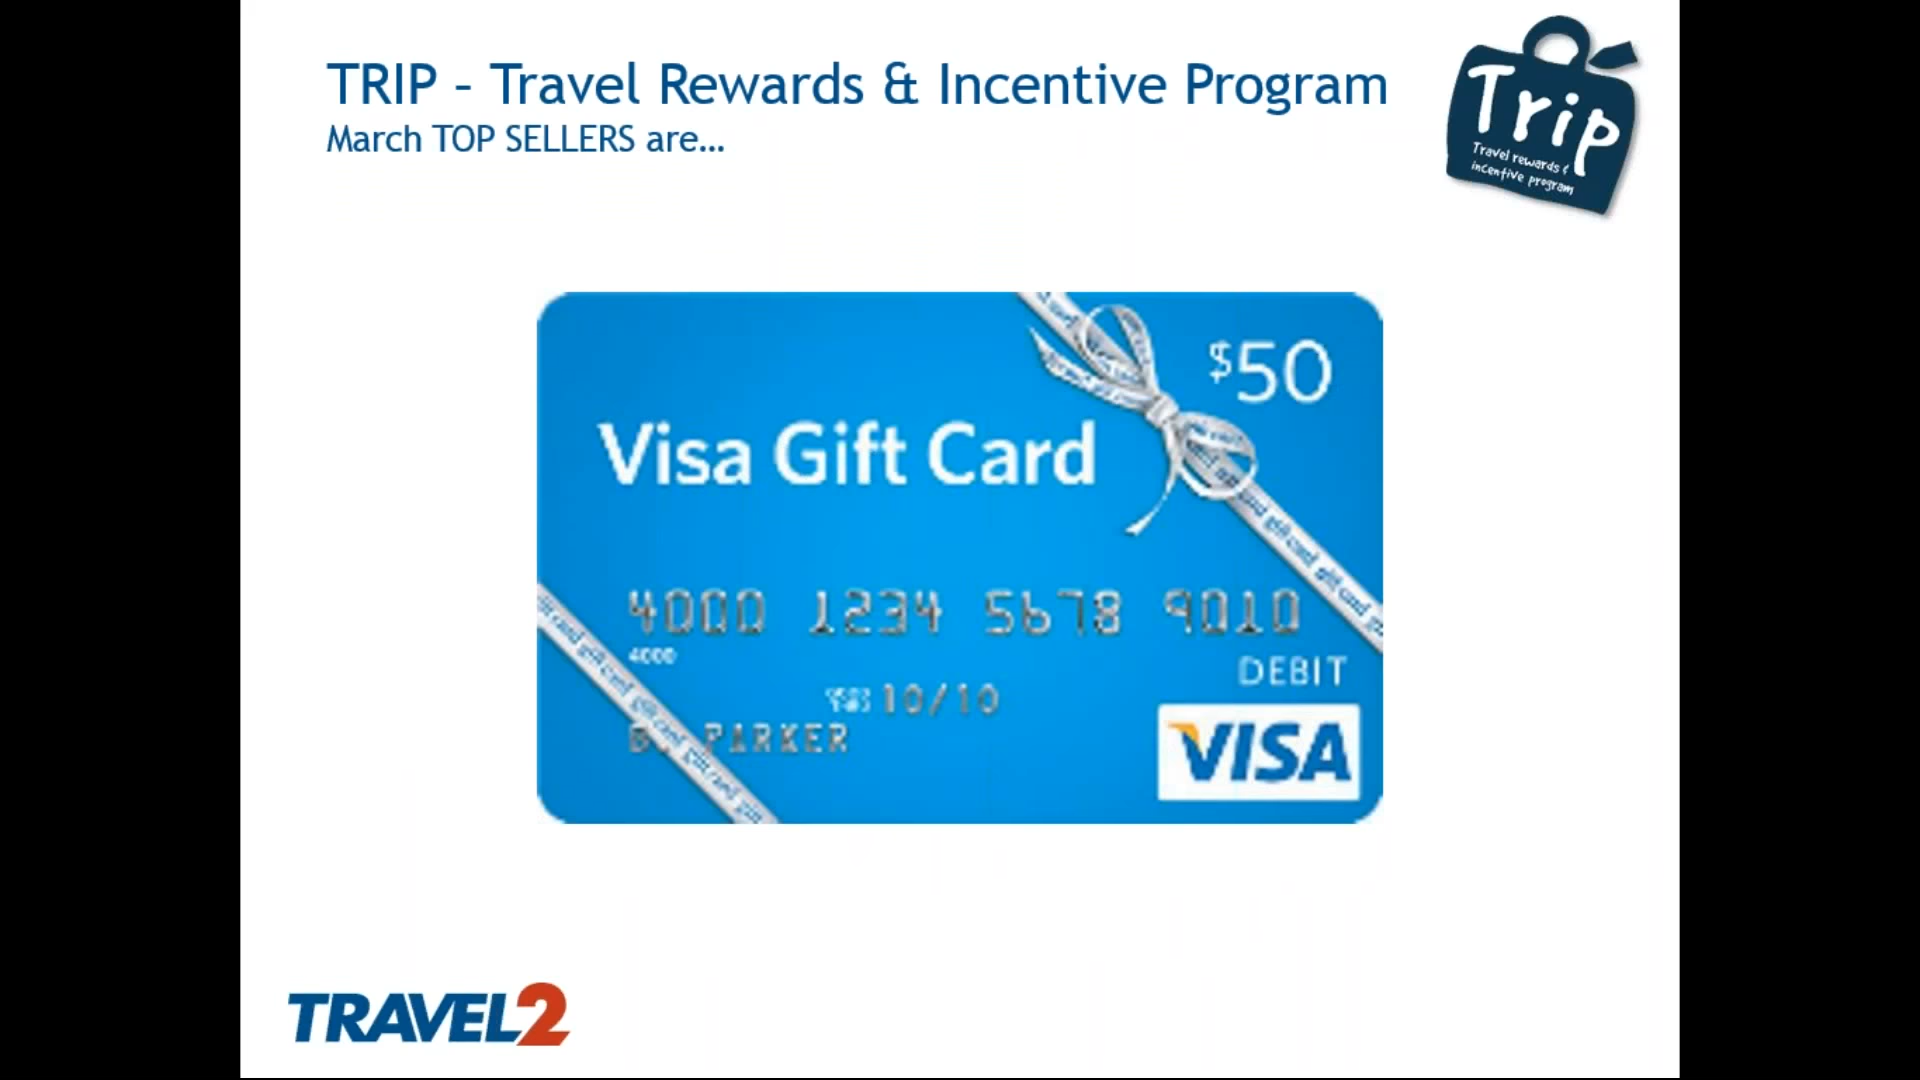 TRIP – Travel Rewards & Incentive Program
March TOP SELLERS are...
Trip
Travel rewards &
incentive program
$50
Visa Gift Card
4000 1234 5678 9010
4000
DEBIT
10/10
B. PARKER
VISA
TRAVEL2